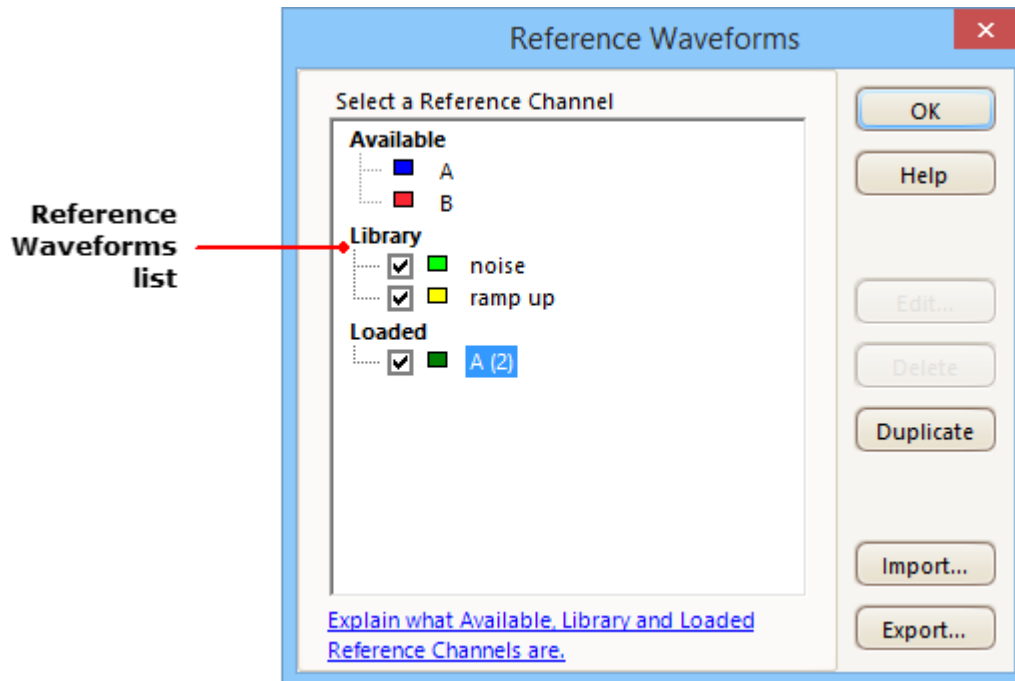 Reference Waveforms
Select a Reference Channel
Available
A
B
Library
noise
ramp up
Loaded
A (2)
Explain what Available, Library and Loaded
Reference Channels are.
OK
Help
Edit...
Delete
Duplicate
Import...
Export...
Reference
Waveforms
list